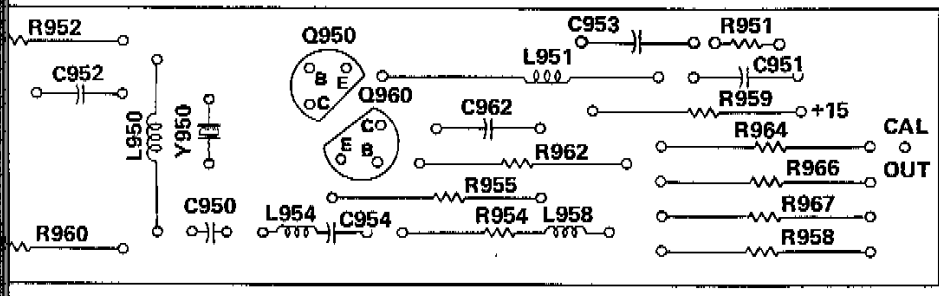 R952
Q950
C953
R951
L951
C952
B E
C
Q960
C951
L950
Y950
C962
R959
+15
C
E B
R964
CAL
OUT
R962
R966
R955
C950
L954
C954
R954
L958
R967
R960
R958